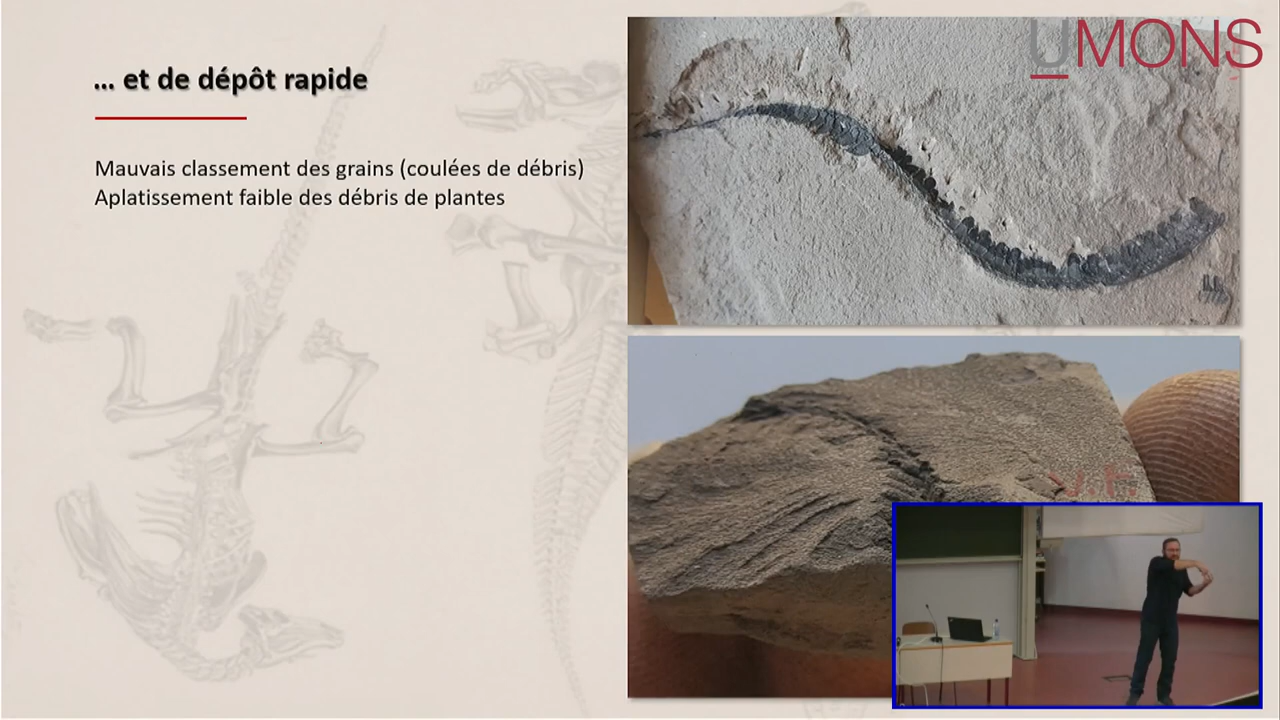 ... et de dépôt rapide
Mauvais classement des grains (coulées de débris)
Aplatissement faible des débris de plantes
UMONS